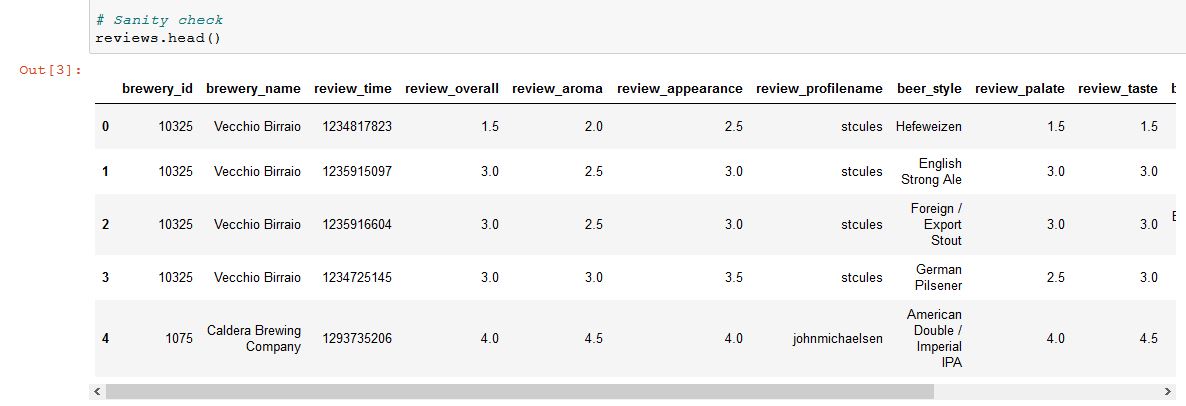 # Sanity check
reviews.head()
Out[3]:
brewery_id brewery_name review_time review_overall review_aroma review_appearance review_profilename beer_style review_palate review_taste
0 10325 Vecchio Birraio 1234817823 1.5 2.0 2.5 stcules Hefeweizen 1.5 1.5
1 10325 Vecchio Birraio 1235915097 3.0 2.5 3.0 stcules English Strong Ale 3.0 3.0
2 10325 Vecchio Birraio 1235916604 3.0 2.5 3.0 stcules Foreign / Export Stout 3.0 3.0
3 10325 Vecchio Birraio 1234725145 3.0 3.0 3.5 stcules German Pilsener 2.5 3.0
4 1075 Caldera Brewing Company 1293735206 4.0 4.5 4.0 johnmichaelsen American Double / Imperial IPA 4.0 4.5